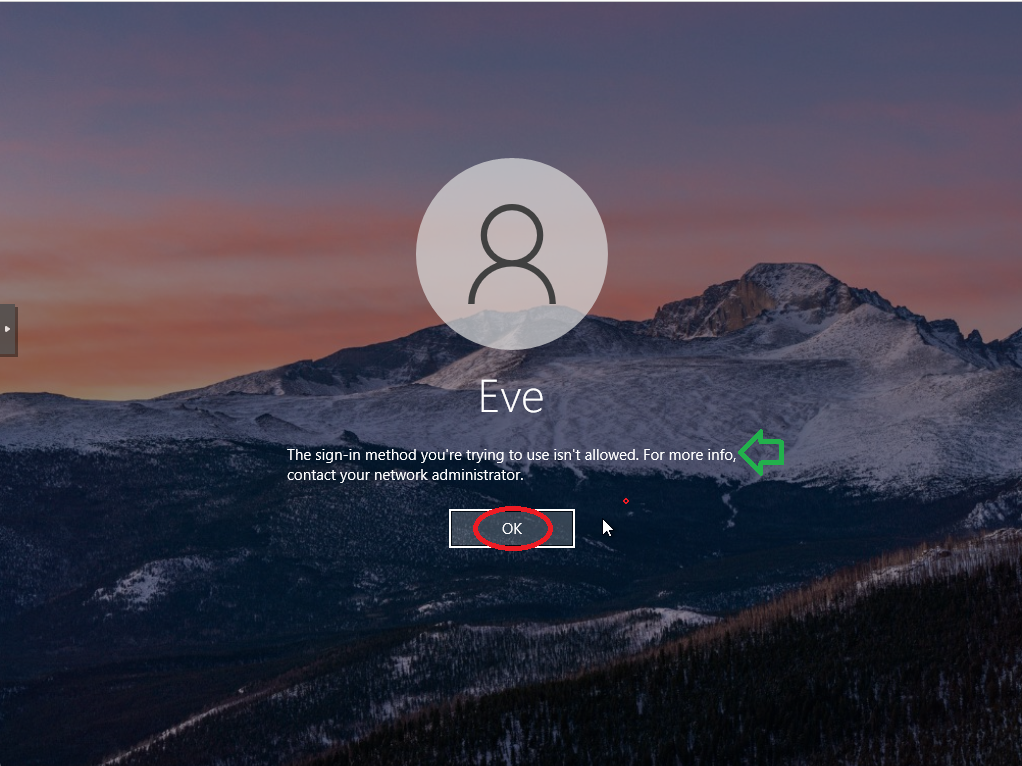 Eve
The sign-in method you're trying to use isn't allowed. For more info,
contact your network administrator.
OK